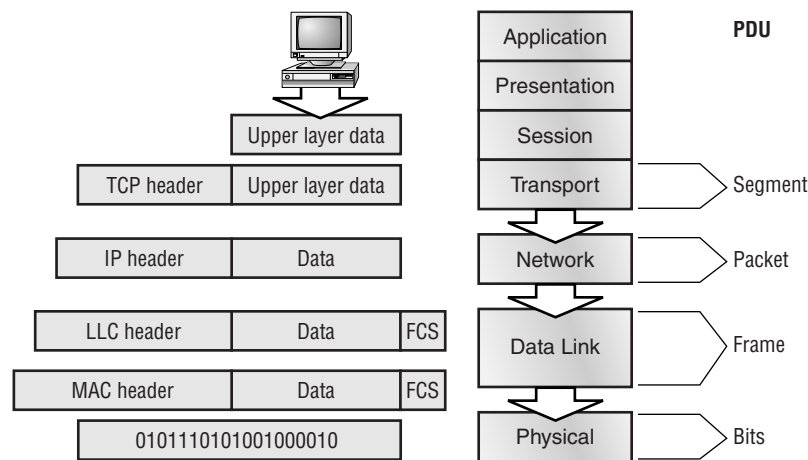 Application
PDU
Presentation
Upper layer data
Session
TCP header Upper layer data
Transport
Segment
IP header Data
Network
Packet
LLC header Data FCS
Data Link
Frame
MAC header Data FCS
0101110101001000010
Physical
Bits